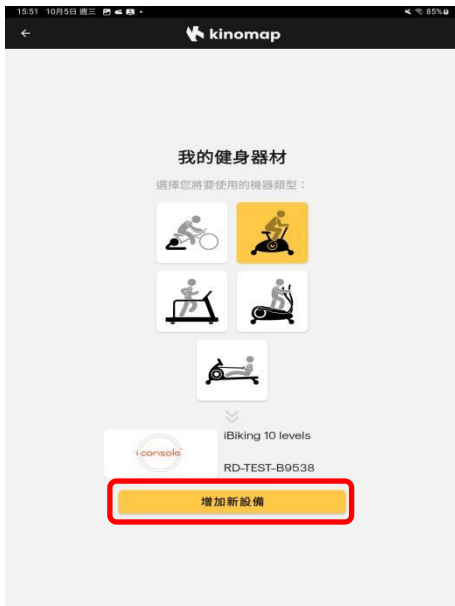 15:51 10月5日 週三
85%
kinomap
我的健身器材
選擇您將要使用的機器類型：
iBiking 10 levels
iconsole
RD-TEST-B9538
增加新設備